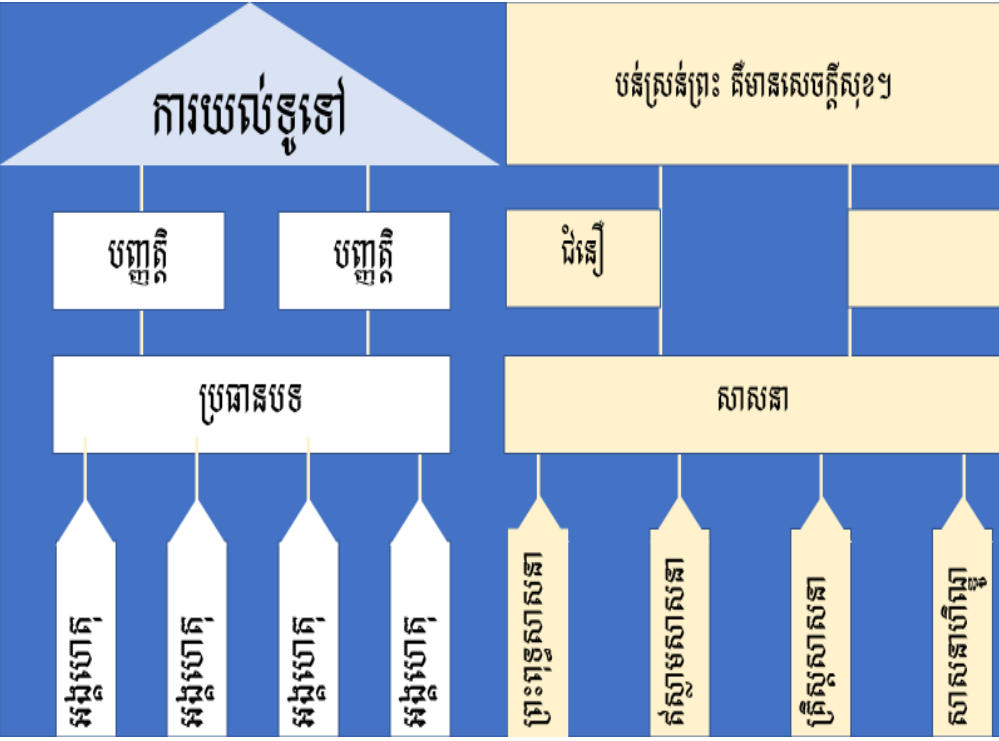 ការយល់ទូទៅ
បន់ស្រន់ព្រះ គឺមានសេចក្ដីសុខ។
បញ្ញត្តិ
បញ្ញត្តិ
ជំនឿ
ប្រធានបទ
សាសនា
អង្គហេតុ
អង្គហេតុ
អង្គហេតុ
អង្គហេតុ
ព្រះពុទ្ធសាសនា
ឥស្លាមសាសនា
គ្រឹស្តសាសនា
សាសនាហិណ្ឌូ